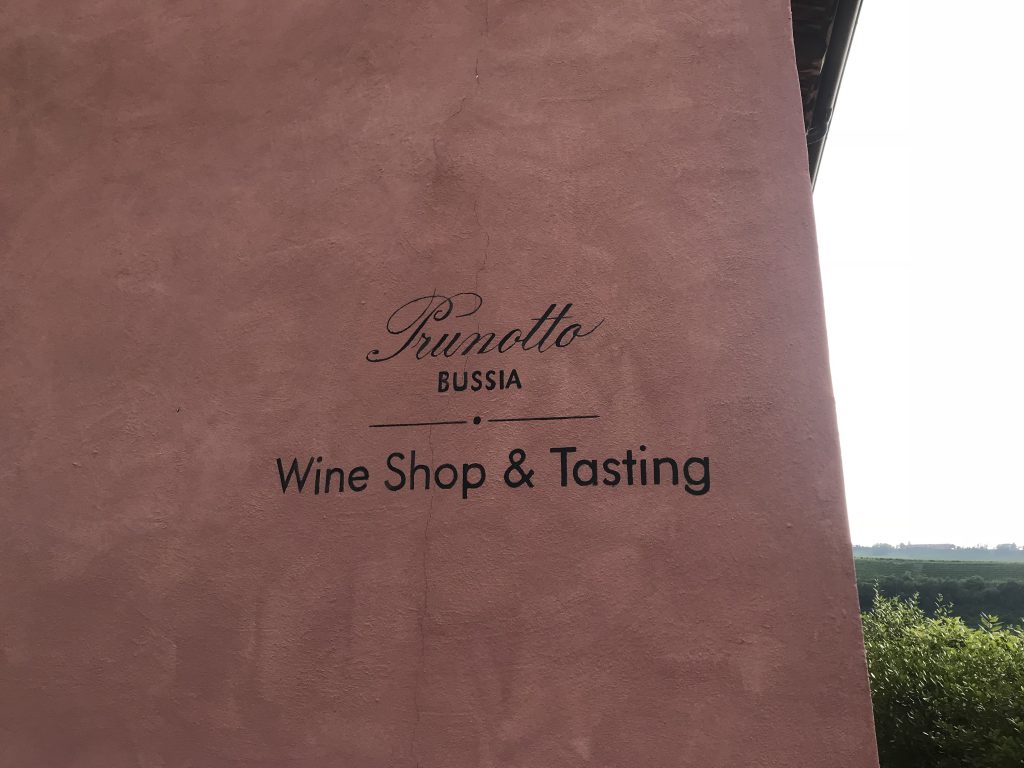 Prunotto
BUSSIA
Wine Shop & Tasting